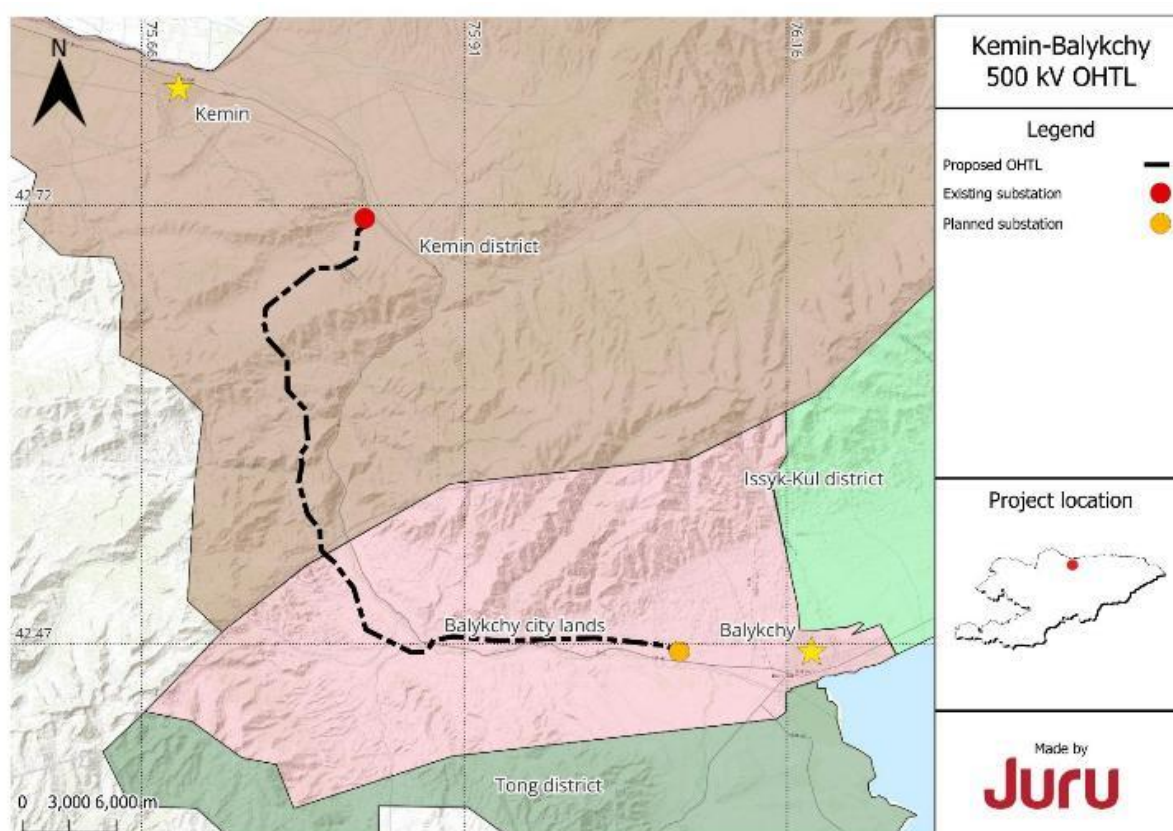 N
75.66
75.91
76.16
Kemin
42.72
Kemin district
Issyk-Kul district
42.47
Balykchy city lands
Balykchy
Tong district
0 3,000 6,000 m
Kemin-Balykchy
500 kV OHTL
Legend
Proposed OHTL
Existing substation
Planned substation
Project location
Made by
Juru